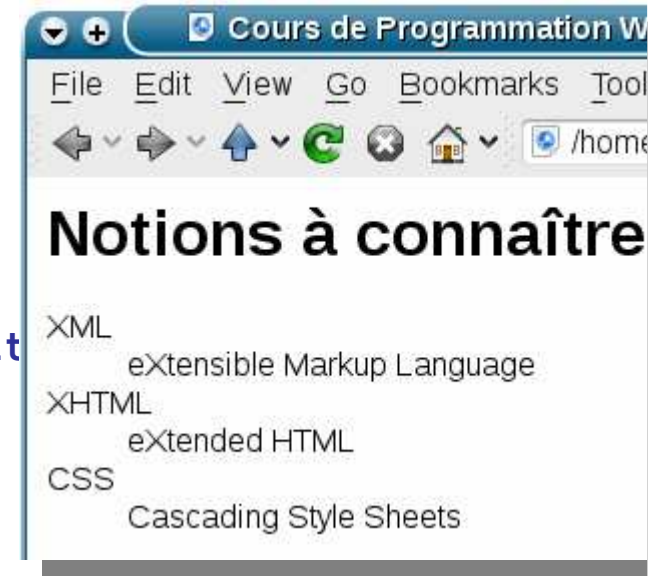 Cours de Programmation W
File Edit View Go Bookmarks Tool
/home
Notions à connaître
XML
eXtensible Markup Language
XHTML
eXtended HTML
CSS
Cascading Style Sheets